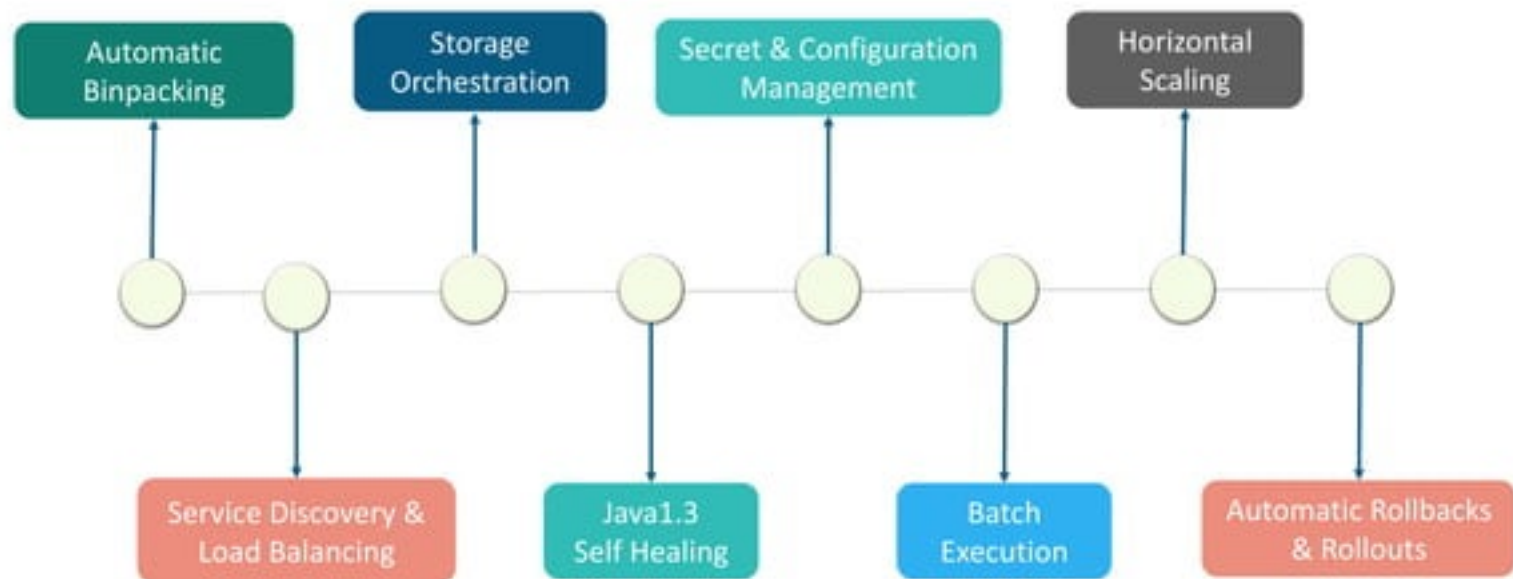 Automatic
Binpacking
Storage
Orchestration
Secret & Configuration
Management
Horizontal
Scaling
Service Discovery &
Load Balancing
Java1.3
Self Healing
Batch
Execution
Automatic Rollbacks
& Rollouts